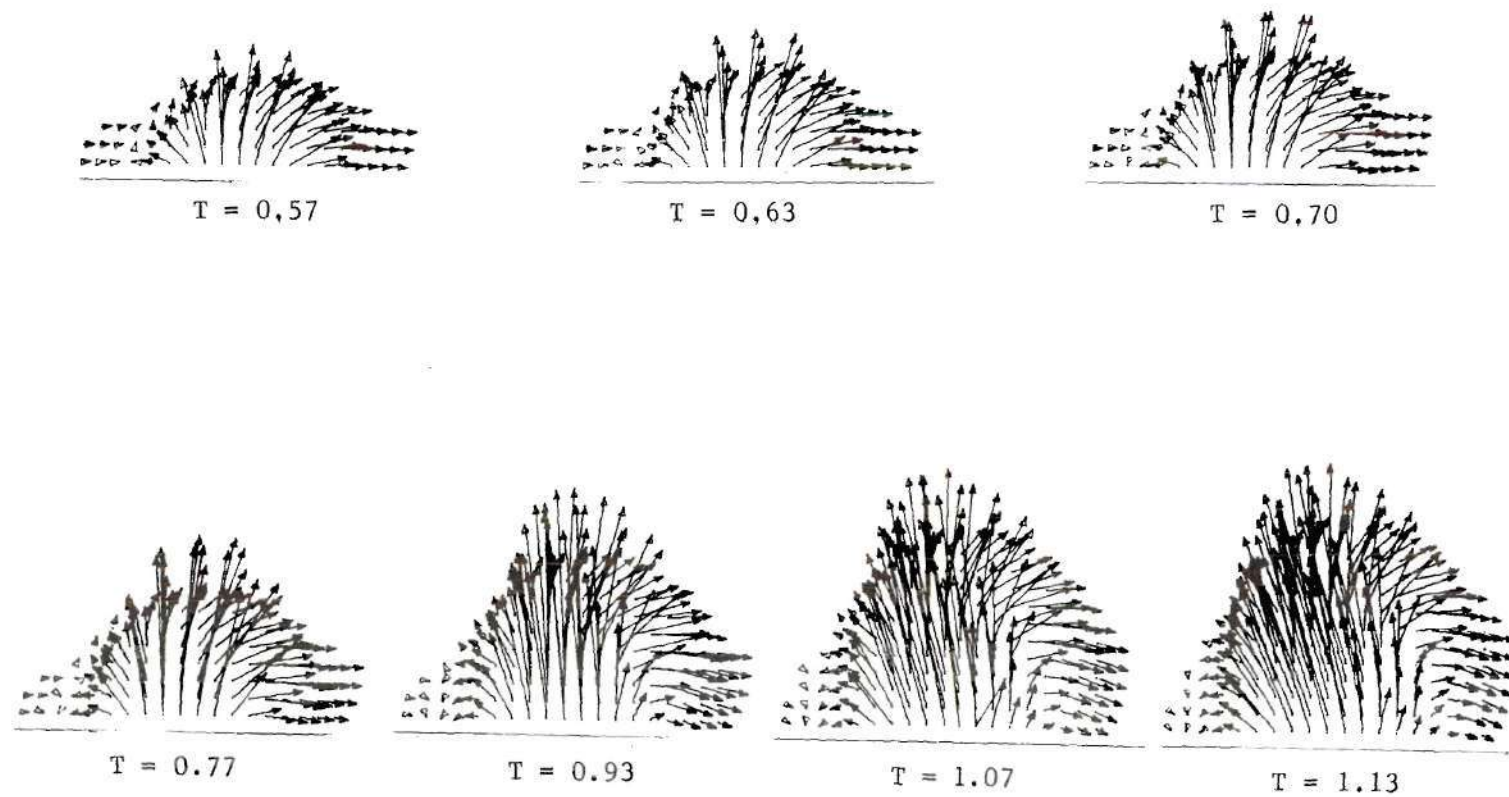 T = 0,57
T = 0,63
T = 0.70
T = 0.77
T = 0.93
T = 1.07
T = 1.13